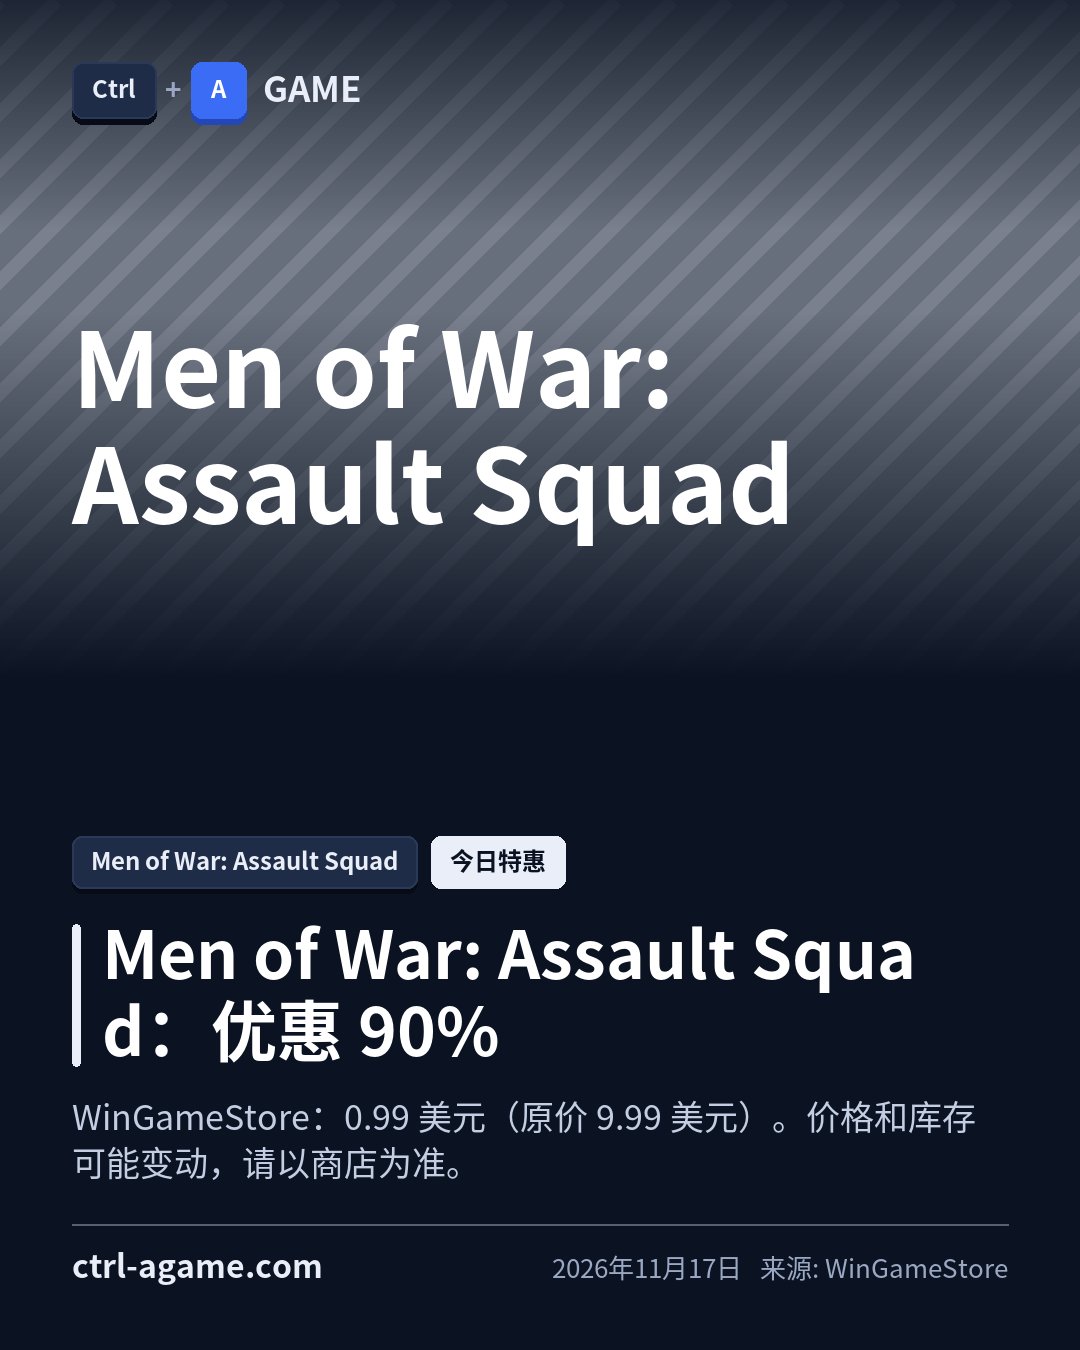 Ctrl + A GAME
Men of War:
Assault Squad
Men of War: Assault Squad 今日特惠
Men of War: Assault Squa
d：优惠 90%
WinGameStore：0.99 美元（原价 9.99 美元）。价格和库存
可能变动，请以商店为准。
ctrl-agame.com 2026年11月17日 来源: WinGameStore